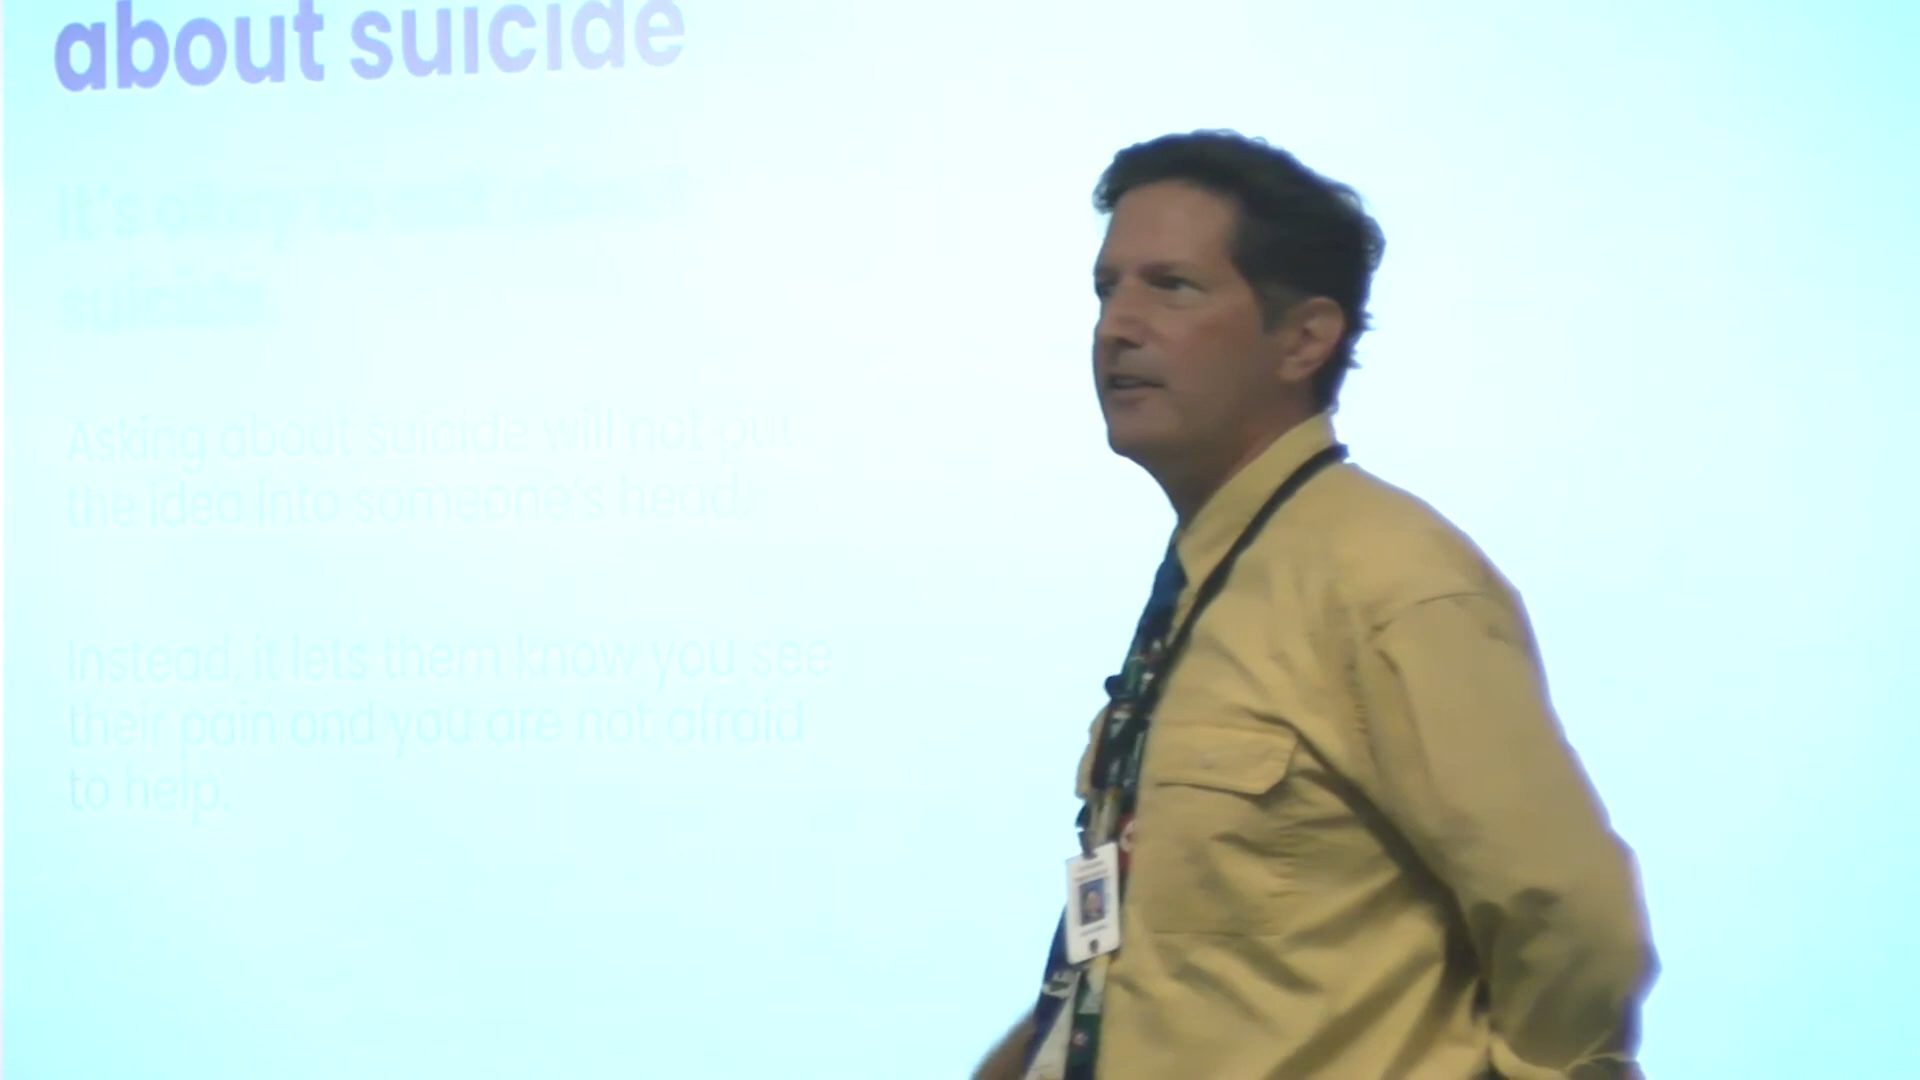 about suicide
It's okay to ask about
suicide.
Asking about suicide will not put
the idea into someone's head.
Instead, it lets them know you see
their pain and you are not afraid
to help.